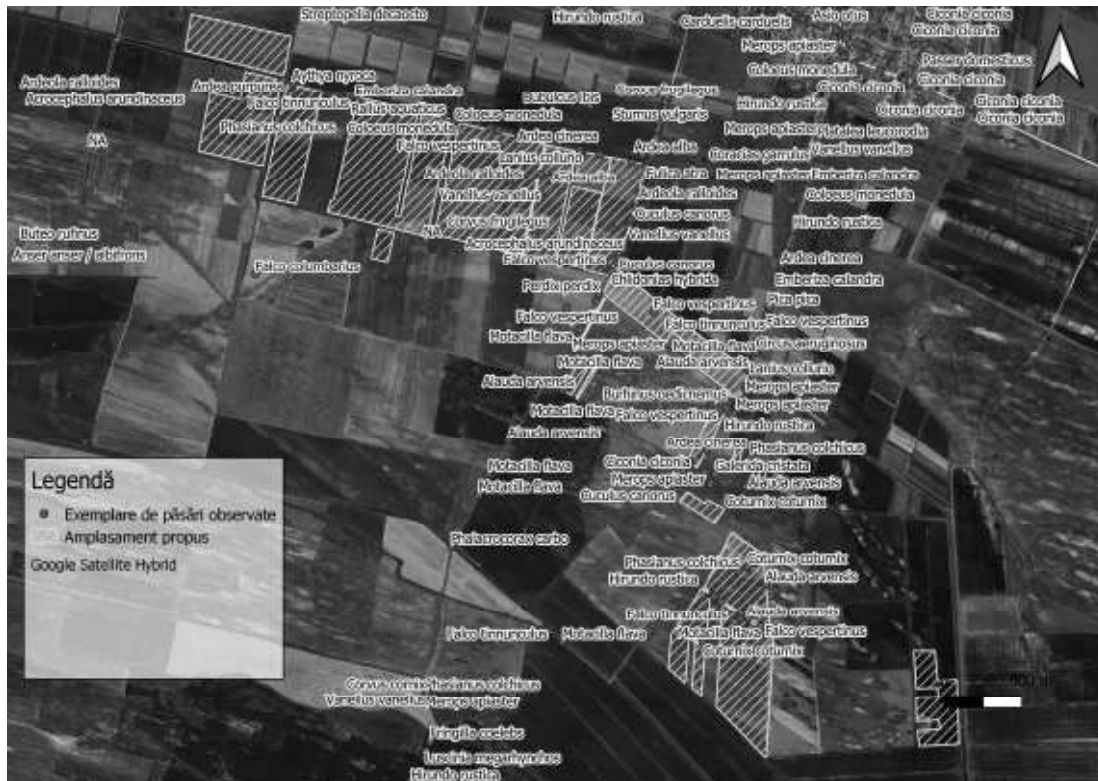 Streptopelia decaocto
Hirundo rustica
Carduelis carduelis
Asio otus
Ciconia ciconia
Ciconia ciconia
Merops apiaster
Passer domesticus
Coloeus monedula
Ciconia ciconia
Ciconia ciconia
Ardeola ralloides
Acrocephalus arundinaceus
Ardea purpurea
Aythya nyroca
Falco tinnunculus
Emberiza calandra
Rallus aquaticus
Bubulcus ibis
Corvus frugilegus
Hirundo rustica
Ciconia ciconia
Ciconia ciconia
Ciconia ciconia
Phasianus colchicus
Coloeus monedula
Coloeus monedula
Sturnus vulgaris
Merops apiaster
Platalea leucorodia
NA
Falco vespertinus
Ardea cinerea
Lanius collurio
Ardea alba
Coracias garrulus
Vanellus vanellus
Ardeola ralloides
Ardea alba
Fulica atra
Merops apiaster
Emberiza calandra
Vanellus vanellus
Ardeola ralloides
Coloeus monedula
Corvus frugilegus
Cuculus canorus
Hirundo rustica
NA
Vanellus vanellus
Buteo rufinus
Anser anser / albifrons
Acrocephalus arundinaceus
Falco vespertinus
Ardea cinerea
Falco columbarius
Cuculus canorus
Chlidonias hybrida
Emberiza calandra
Perdix perdix
Falco vespertinus
Pica pica
Falco vespertinus
Falco tinnunculus
Falco vespertinus
Motacilla flava
Merops apiaster
Motacilla flava
Circus aeruginosus
Motacilla flava
Alauda arvensis
Lanius collurio
Alauda arvensis
Burhinus oedicnemus
Merops apiaster
Merops apiaster
Motacilla flava
Falco vespertinus
Hirundo rustica
Alauda arvensis
Ardea cinerea
Phasianus colchicus
Motacilla flava
Ciconia ciconia
Galerida cristata
Motacilla flava
Merops apiaster
Alauda arvensis
Cuculus canorus
Coturnix coturnix
Legendă
Exemplare de păsări observate
Amplasament propus
Google Satellite Hybrid
Phalacrocorax carbo
Phasianus colchicus
Coturnix coturnix
Hirundo rustica
Alauda arvensis
Falco tinnunculus
Alauda arvensis
Falco tinnunculus
Motacilla flava
Motacilla flava
Falco vespertinus
Coturnix coturnix
Corvus cornix
Phasianus colchicus
Vanellus vanellus
Merops apiaster
Fringilla coelebs
Luscinia megarhynchos
Hirundo rustica